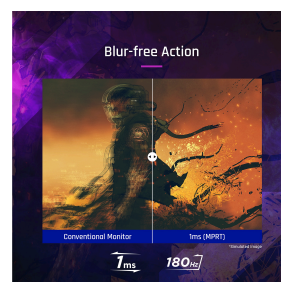 Blur-free Action
Conventional Monitor
1ms (MPRT)
*Simulated Image
1ms
180Hz